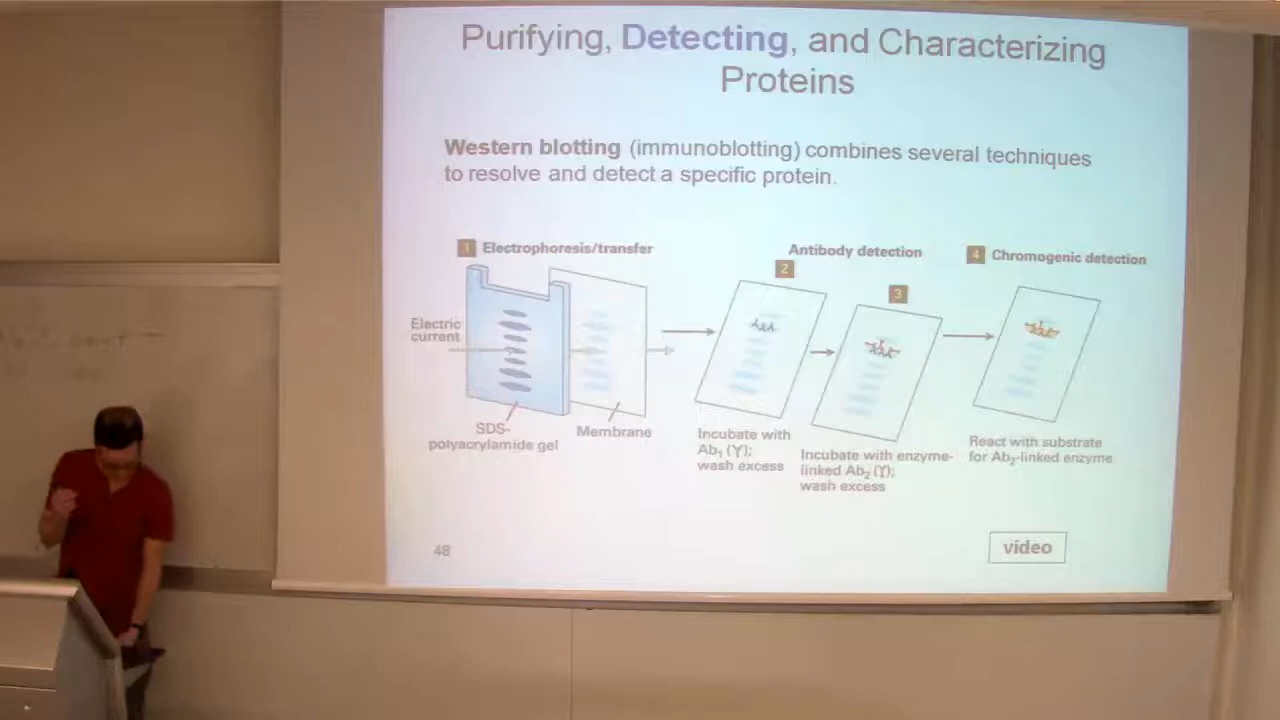 Purifying, Detecting, and Characterizing
Proteins
Western blotting (immunoblotting) combines several techniques
to resolve and detect a specific protein.
1 Electrophoresis/transfer
Antibody detection
2
3
4 Chromogenic detection
Electric
current
SDS-
polyacrylamide gel
Membrane
Incubate with
Ab₁ (Y);
wash excess
Incubate with enzyme-
linked Ab₂ (Y);
wash excess
React with substrate
for Ab₂-linked enzyme
48
video